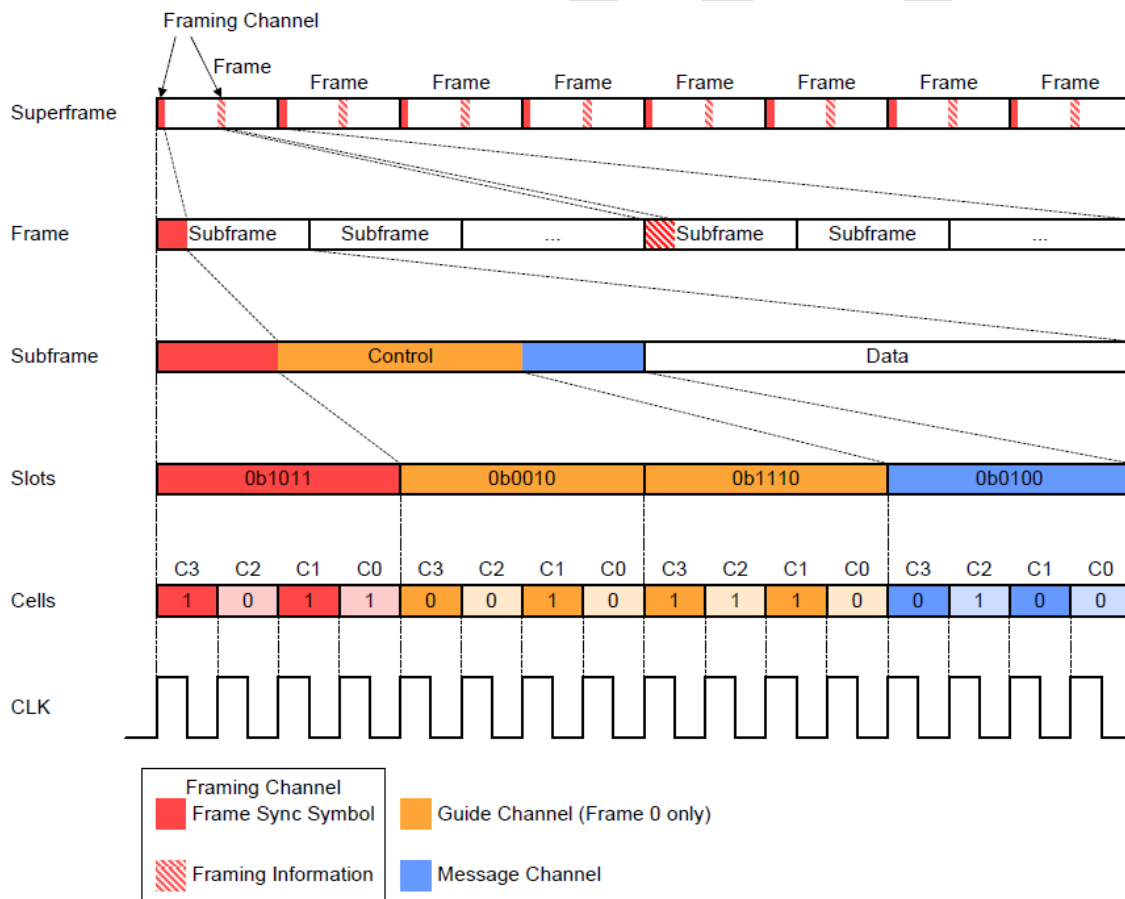 Framing Channel
Frame
Frame Frame Frame Frame Frame Frame Frame
Superframe
Frame Subframe Subframe ... Subframe Subframe ...
Subframe Control Data
Slots 0b1011 0b0010 0b1110 0b0100
C3 C2 C1 C0 C3 C2 C1 C0 C3 C2 C1 C0 C3 C2 C1 C0
Cells 1 0 1 1 0 0 1 0 1 1 1 0 0 1 0 0
CLK
Framing Channel
Frame Sync Symbol Guide Channel (Frame 0 only)
Framing Information Message Channel